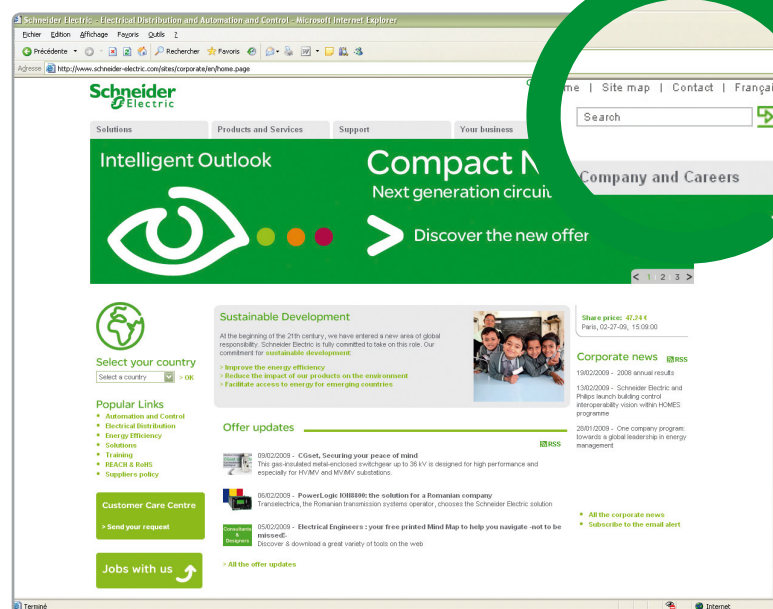 Schneider Electric - Electrical Distribution and Automation and Control - Microsoft Internet Explorer
Fichier Edition Affichage Favoris Outils ?
Précédente Rechercher Favoris
Adresse http://www.schneider-electric.com/sites/corporate/en/home.page
me | Site map | Contact | Françai
Schneider
Electric
Search
Solutions Products and Services Support Your business
Company and Careers
Intelligent Outlook
Compact N
Next generation circui
Discover the new offer
< 1 2 3 >
Select your country
Select a country > OK
Popular Links
Automation and Control
Electrical Distribution
Energy Efficiency
Solutions
Training
REACH & RoHS
Suppliers policy
Customer Care Centre
> Send your request
Jobs with us
Sustainable Development
At the beginning of the 21th century, we have entered a new area of global
responsibility. Schneider Electric is fully committed to take on this role. Our
commitment for sustainable development:
> Improve the energy efficiency
> Reduce the impact of our products on the environment
> Facilitate access to energy for emerging countries
Offer updates
RSS
09/02/2009 - CGset, Securing your peace of mind
This gas-insulated metal-enclosed switchgear up to 36 kV is designed for high performance and
especially for HV/MV and MV/MV substations.
06/02/2009 - PowerLogic ION8800: the solution for a Romanian company
Transelectrica, the Romanian transmission systems operator, chooses the Schneider Electric solution
Consultants
&
Designers
05/02/2009 - Electrical Engineers : your free printed Mind Map to help you navigate -not to be
missed!-
Discover & download a great variety of tools on the web
> All the offer updates
Share price: 47.24 €
Paris, 02-27-09, 15:09:00
Corporate news RSS
19/02/2009 - 2008 annual results
13/02/2009 - Schneider Electric and
Philips launch building control
interoperability vision within HOMES
programme
28/01/2009 - One company program:
towards a global leadership in energy
management
All the corporate news
Subscribe to the email alert
Terminé Internet